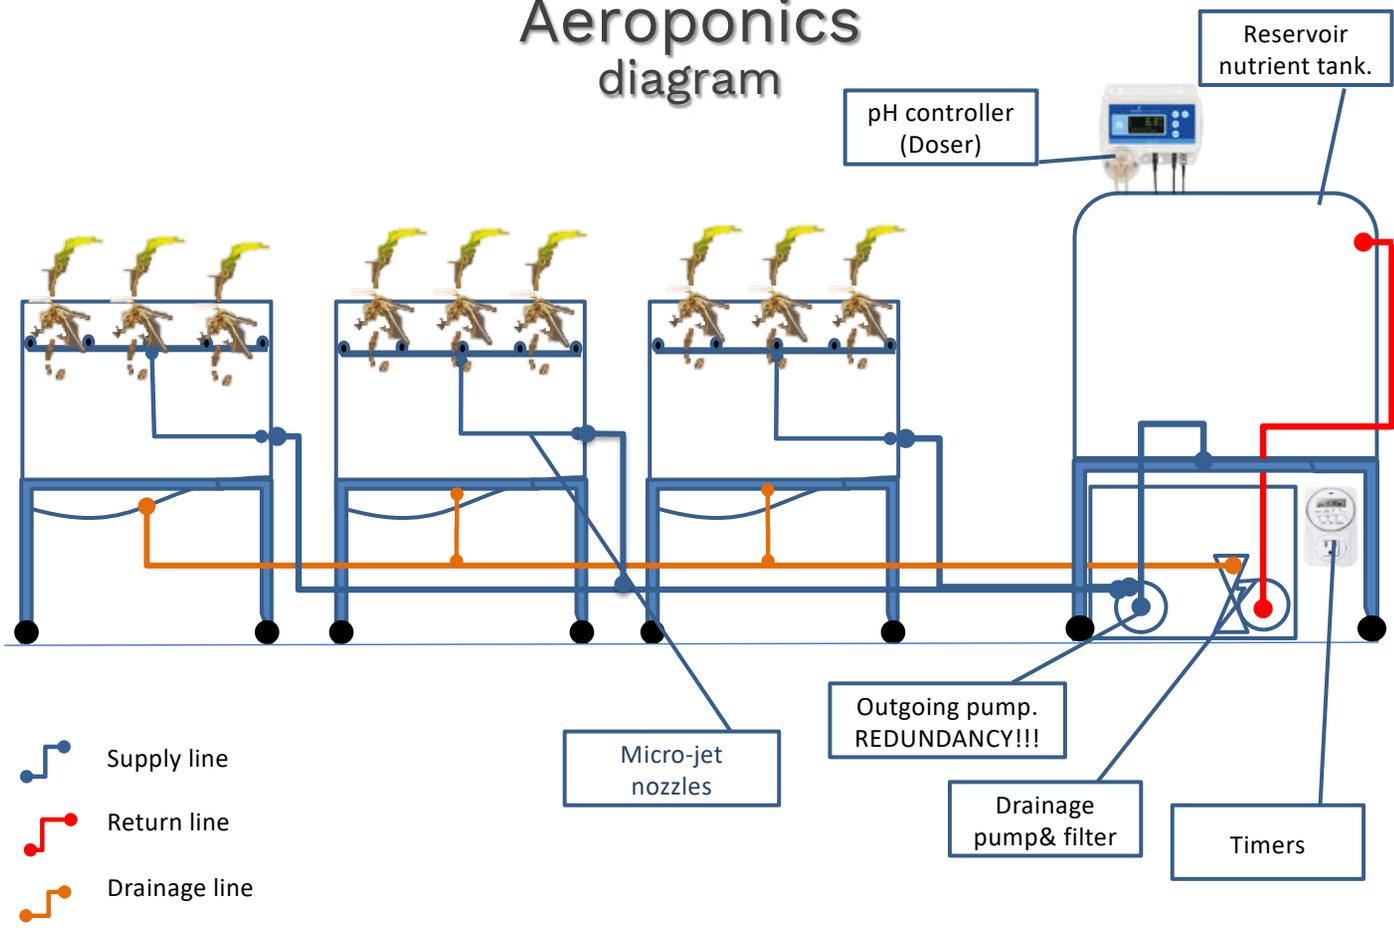 Aeroponics
diagram
Reservoir
nutrient tank.
pH controller
(Doser)
Outgoing pump.
REDUNDANCY!!!
Micro-jet
nozzles
Drainage
pump& filter
Timers
Supply line
Return line
Drainage line